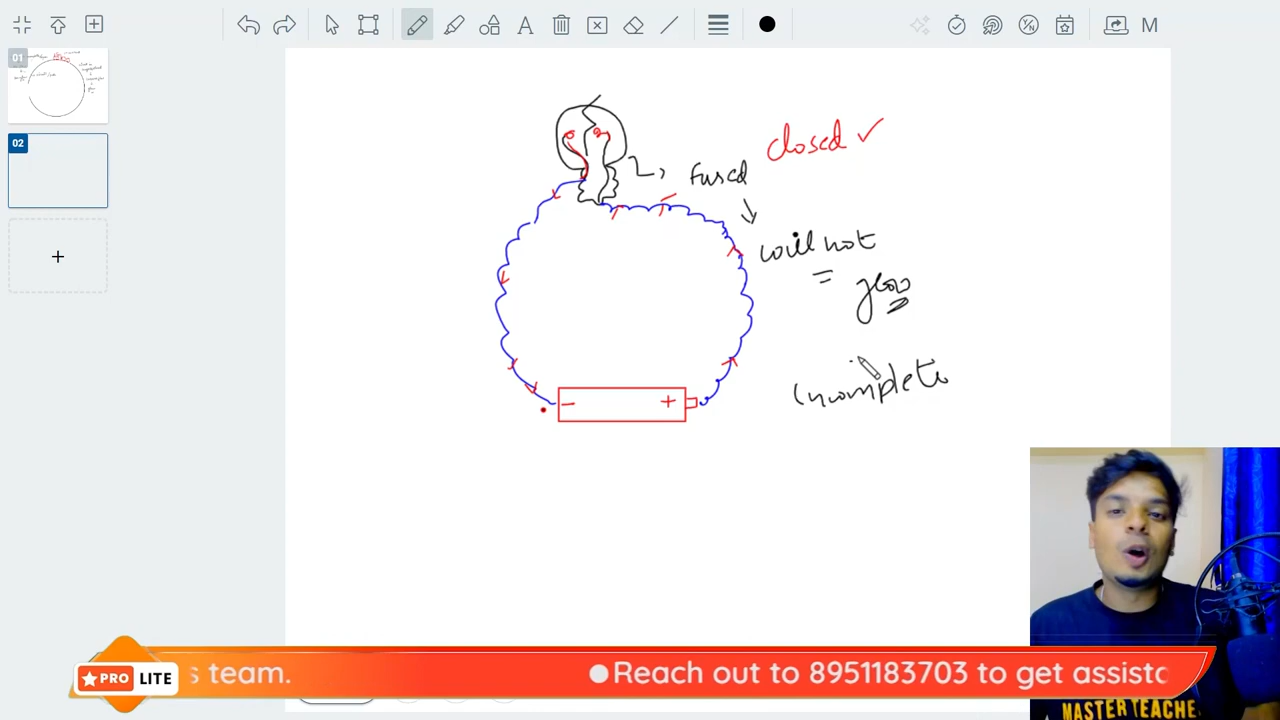 01
02
A
Y/N
M
closed ✓
Fused
will not
glow
incomplete
- +
PRO LITE
s team. ●Reach out to 8951183703 to get assista
MASTER TEACHE